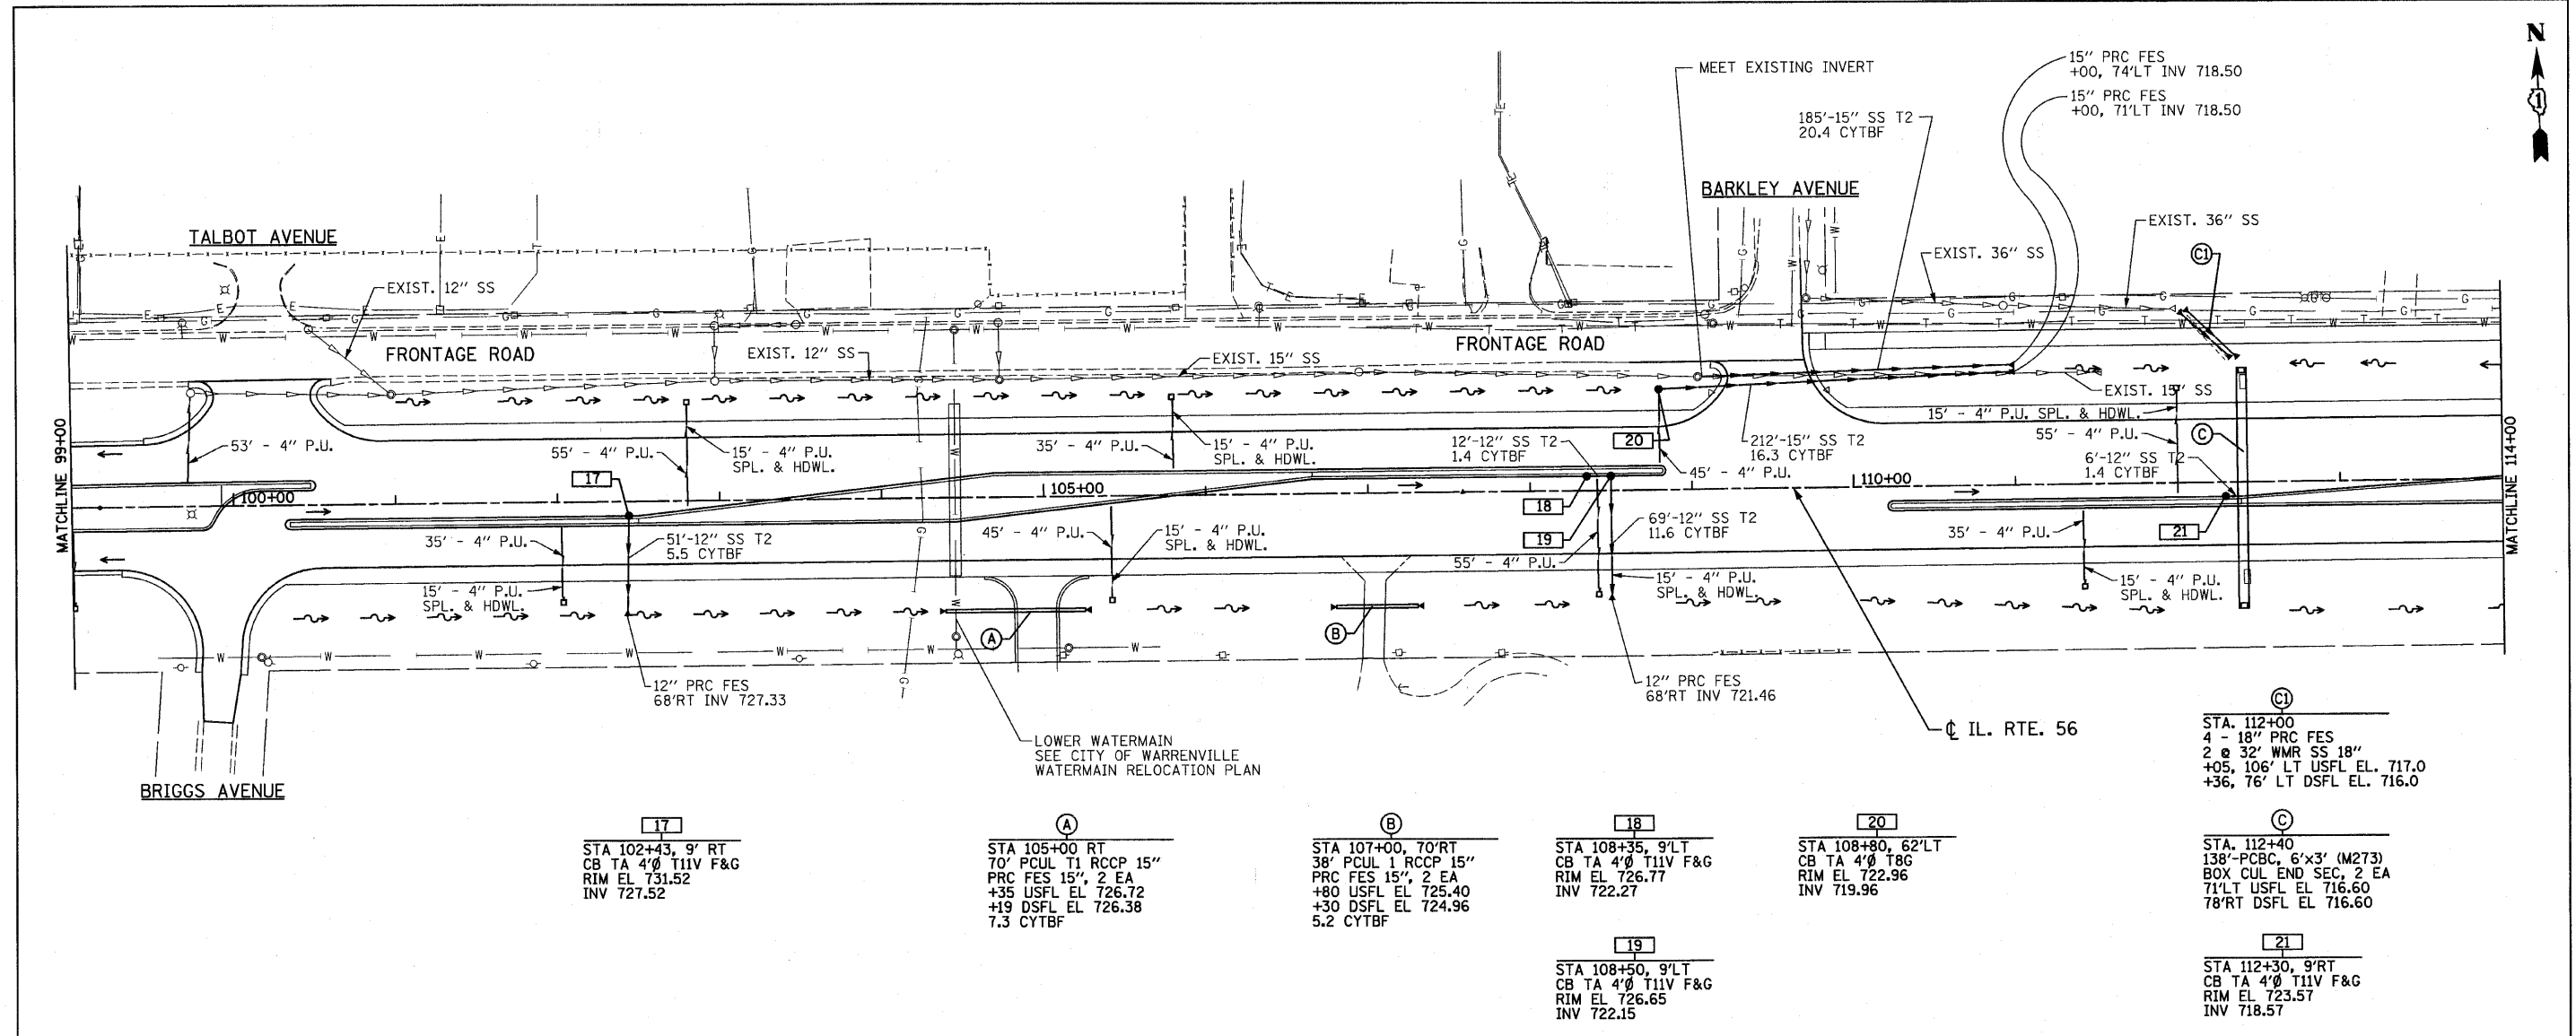 N
15" PRC FES
+00, 74'LT INV 718.50
15" PRC FES
+00, 71'LT INV 718.50
MEET EXISTING INVERT
185'-15" SS T2
20.4 CYTBF
BARKLEY AVENUE
TALBOT AVENUE
EXIST. 36" SS
C1
EXIST. 36" SS
EXIST. 12" SS
FRONTAGE ROAD
EXIST. 12" SS
EXIST. 15" SS
FRONTAGE ROAD
EXIST. 15" SS
MATCHLINE 99+00
MATCHLINE 114+00
53' - 4" P.U.
55' - 4" P.U.
15' - 4" P.U.
SPL. & HDWL.
35' - 4" P.U.
15' - 4" P.U.
SPL. & HDWL.
12'-12" SS T2
1.4 CYTBF
20
45' - 4" P.U.
212'-15" SS T2
16.3 CYTBF
15' - 4" P.U. SPL. & HDWL.
55' - 4" P.U.
C
6'-12" SS T2
1.4 CYTBF
100+00
17
105+00
110+00
18
19
21
35' - 4" P.U.
51'-12" SS T2
5.5 CYTBF
45' - 4" P.U.
15' - 4" P.U.
SPL. & HDWL.
69'-12" SS T2
11.6 CYTBF
55' - 4" P.U.
35' - 4" P.U.
15' - 4" P.U.
SPL. & HDWL.
15' - 4" P.U.
SPL. & HDWL.
15' - 4" P.U.
SPL. & HDWL.
A
B
12" PRC FES
68'RT INV 727.33
12" PRC FES
68'RT INV 721.46
LOWER WATERMAIN
SEE CITY OF WARRENVILLE
WATERMAIN RELOCATION PLAN
℄ IL. RTE. 56
BRIGGS AVENUE
C1
STA. 112+00
4 - 18" PRC FES
2 @ 32' WMR SS 18"
+05, 106' LT USFL EL. 717.0
+36, 76' LT DSFL EL. 716.0
17
STA 102+43, 9' RT
CB TA 4'Ø T11V F&G
RIM EL 731.52
INV 727.52
A
STA 105+00 RT
70' PCUL T1 RCCP 15"
PRC FES 15", 2 EA
+35 USFL EL 726.72
+19 DSFL EL 726.38
7.3 CYTBF
B
STA 107+00, 70'RT
38' PCUL 1 RCCP 15"
PRC FES 15", 2 EA
+80 USFL EL 725.40
+30 DSFL EL 724.96
5.2 CYTBF
18
STA 108+35, 9'LT
CB TA 4'Ø T11V F&G
RIM EL 726.77
INV 722.27
20
STA 108+80, 62'LT
CB TA 4'Ø T8G
RIM EL 722.96
INV 719.96
C
STA. 112+40
138'-PCBC, 6'x3' (M273)
BOX CUL END SEC, 2 EA
71'LT USFL EL 716.60
78'RT DSFL EL 716.60
19
STA 108+50, 9'LT
CB TA 4'Ø T11V F&G
RIM EL 726.65
INV 722.15
21
STA 112+30, 9'RT
CB TA 4'Ø T11V F&G
RIM EL 723.57
INV 718.57